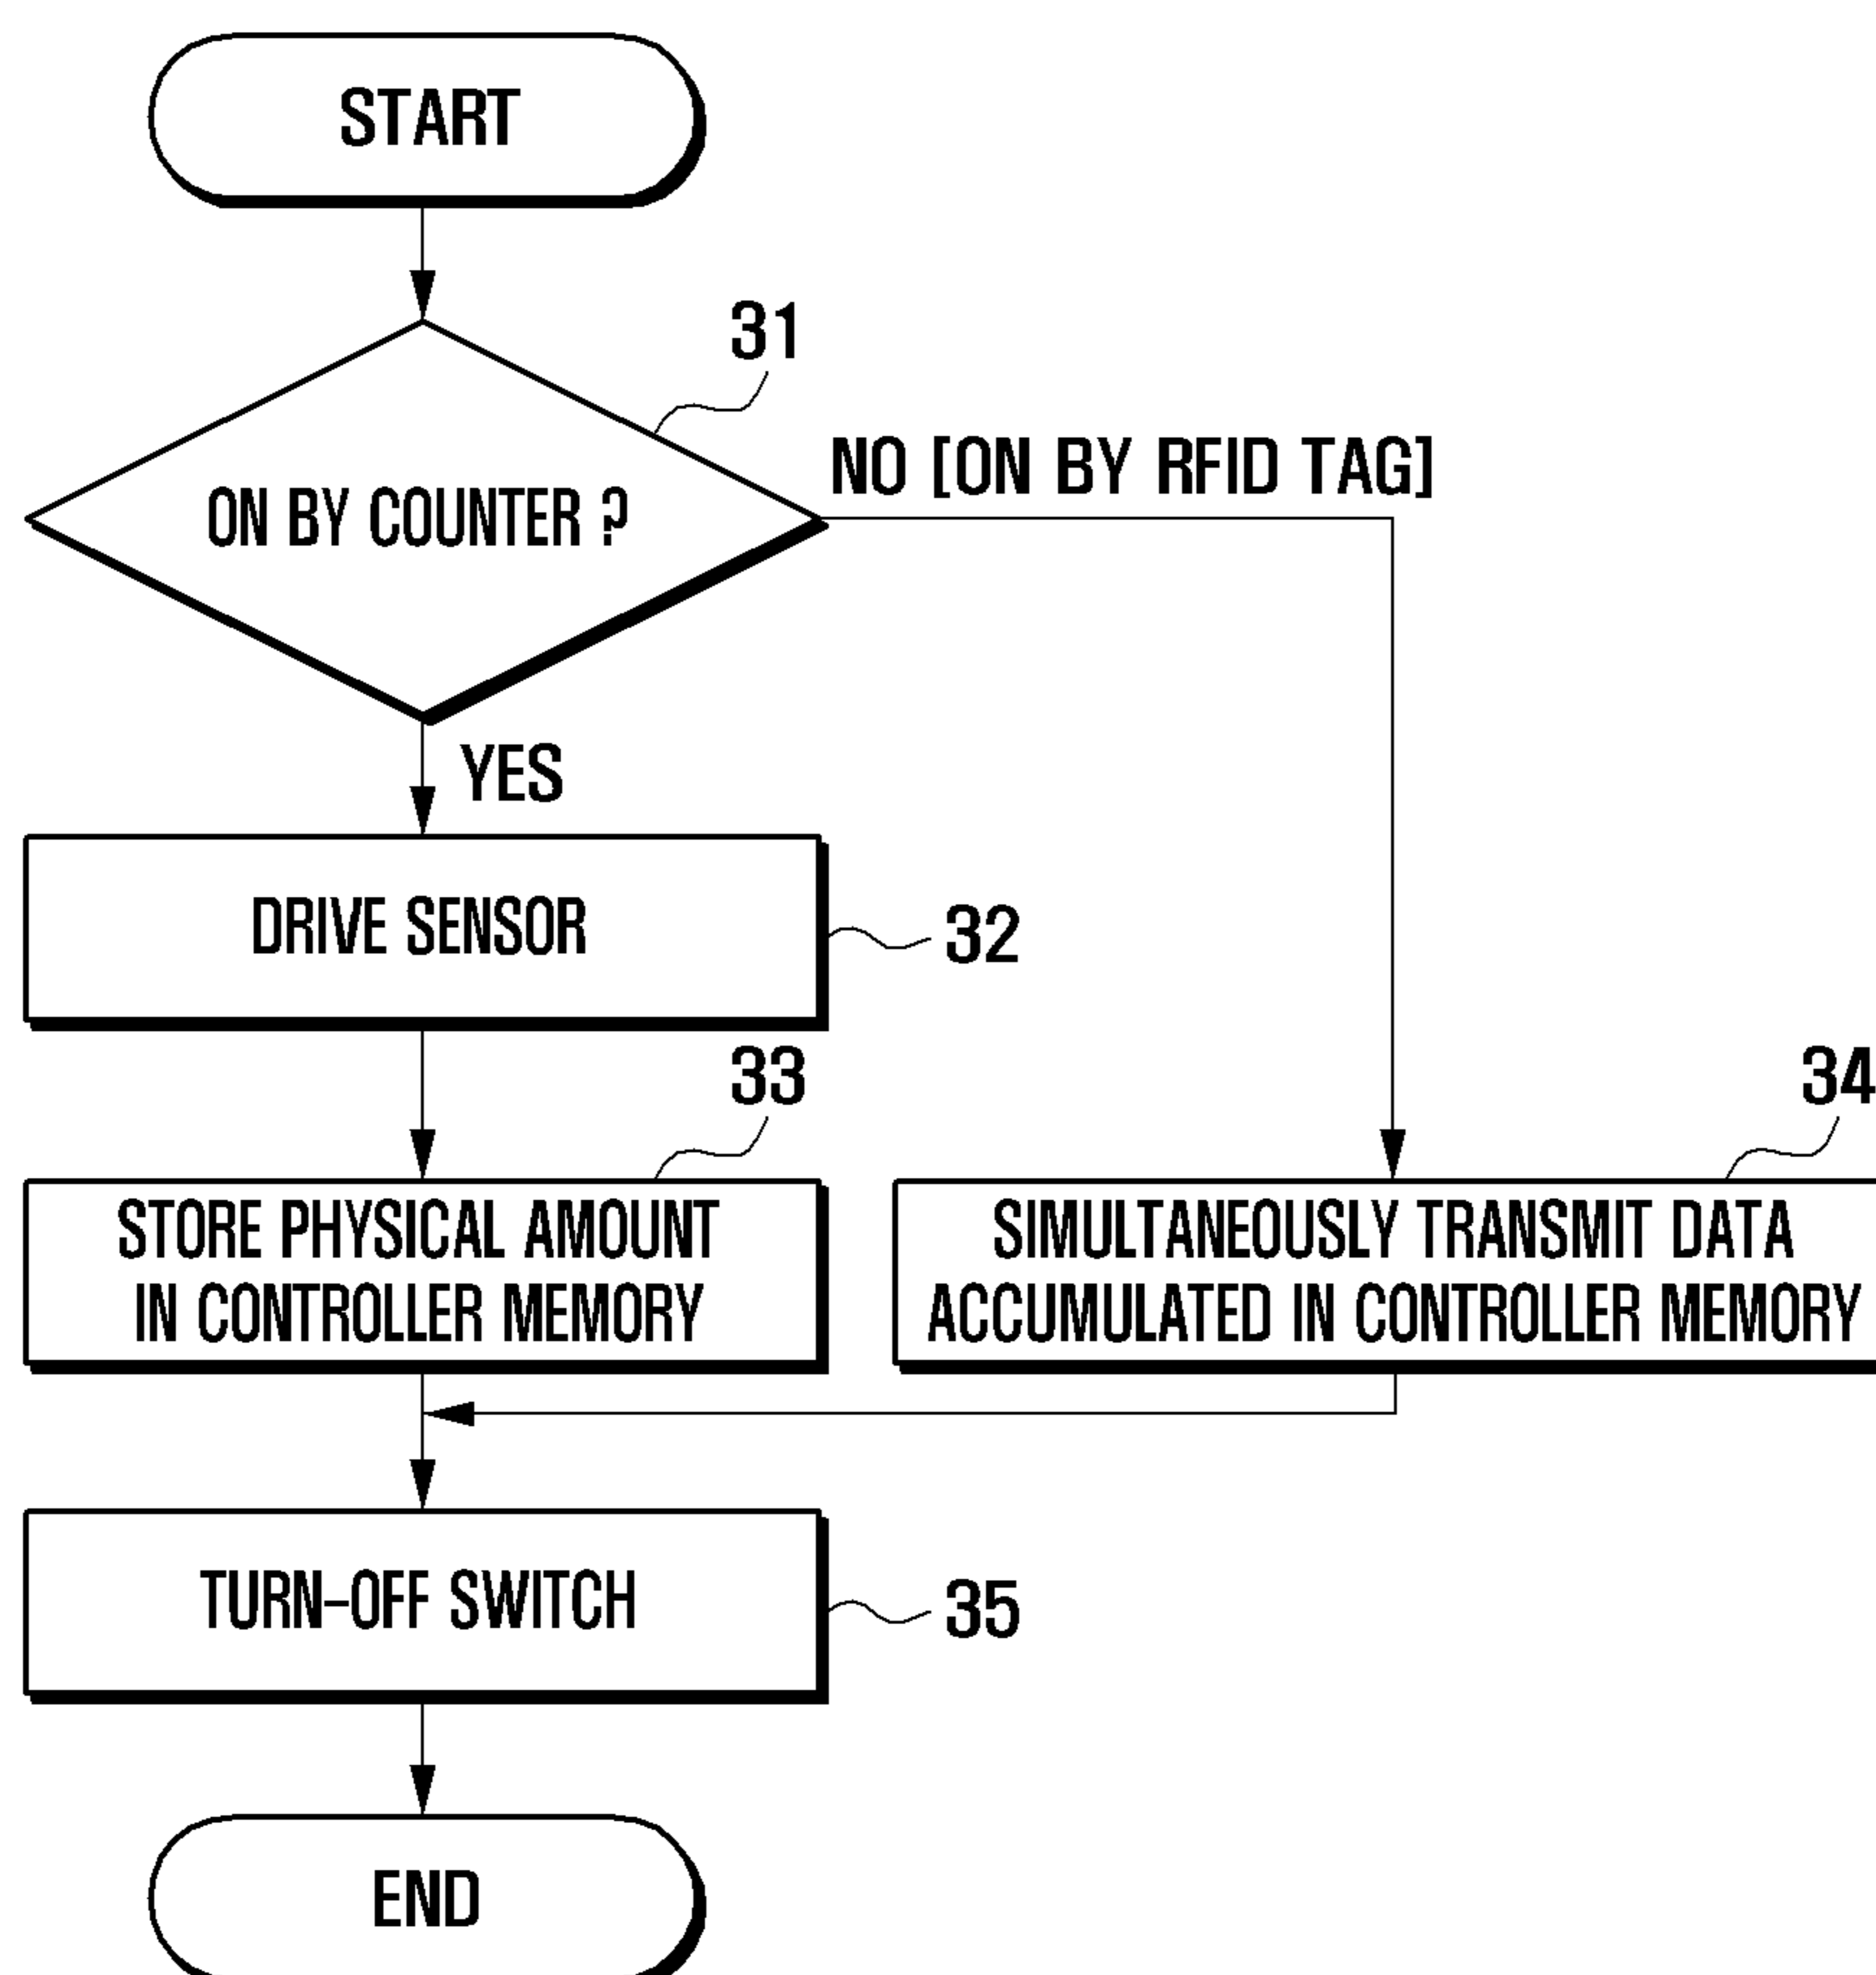 START
31
NO [ON BY RFID TAG]
ON BY COUNTER ?
YES
DRIVE SENSOR
32
33
34
STORE PHYSICAL AMOUNT
IN CONTROLLER MEMORY
SIMULTANEOUSLY TRANSMIT DATA
ACCUMULATED IN CONTROLLER MEMORY
TURN-OFF SWITCH
35
END